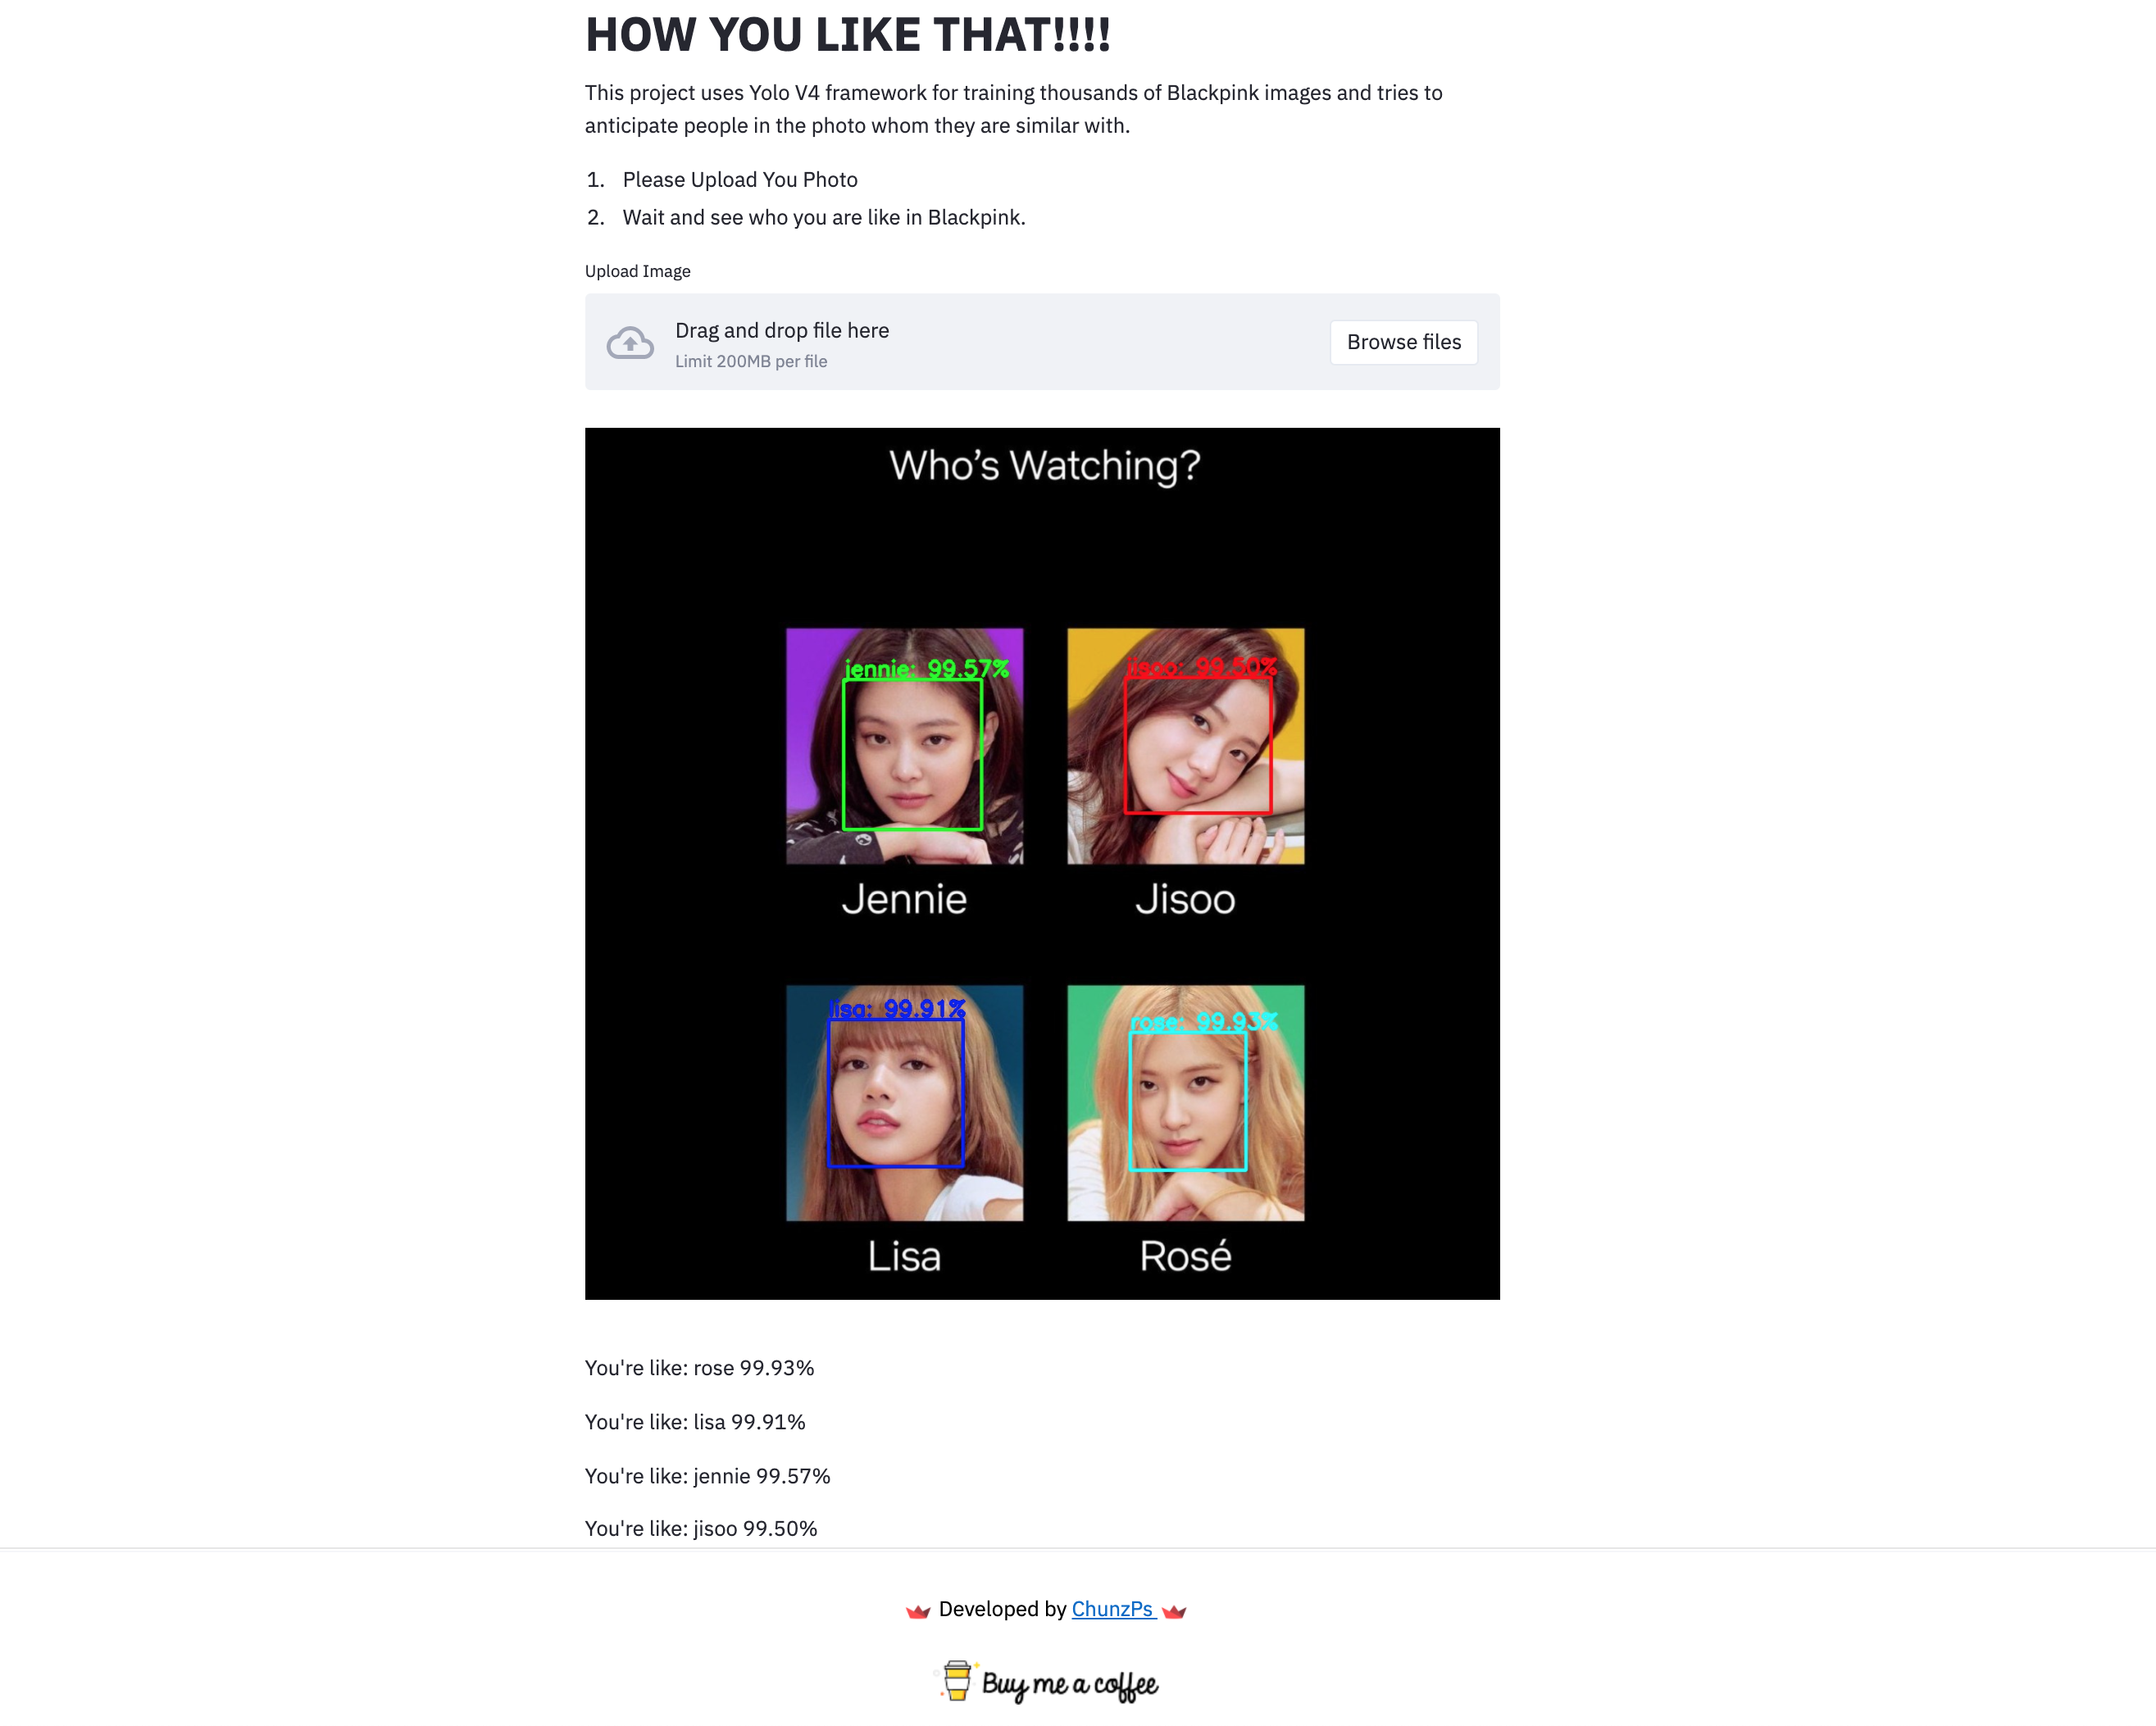 HOW YOU LIKE THAT!!!!
This project uses Yolo V4 framework for training thousands of Blackpink images and tries to
anticipate people in the photo whom they are similar with.
1. Please Upload You Photo
2. Wait and see who you are like in Blackpink.
Upload Image
Drag and drop file here
Limit 200MB per file
Browse files
Who's Watching?
jennie: 99.57%
jisoo: 99.50%
Jennie
Jisoo
lisa: 99.91%
rose: 99.93%
Lisa
Rosé
You're like: rose 99.93%
You're like: lisa 99.91%
You're like: jennie 99.57%
You're like: jisoo 99.50%
Developed by ChunzPs
Buy me a coffee